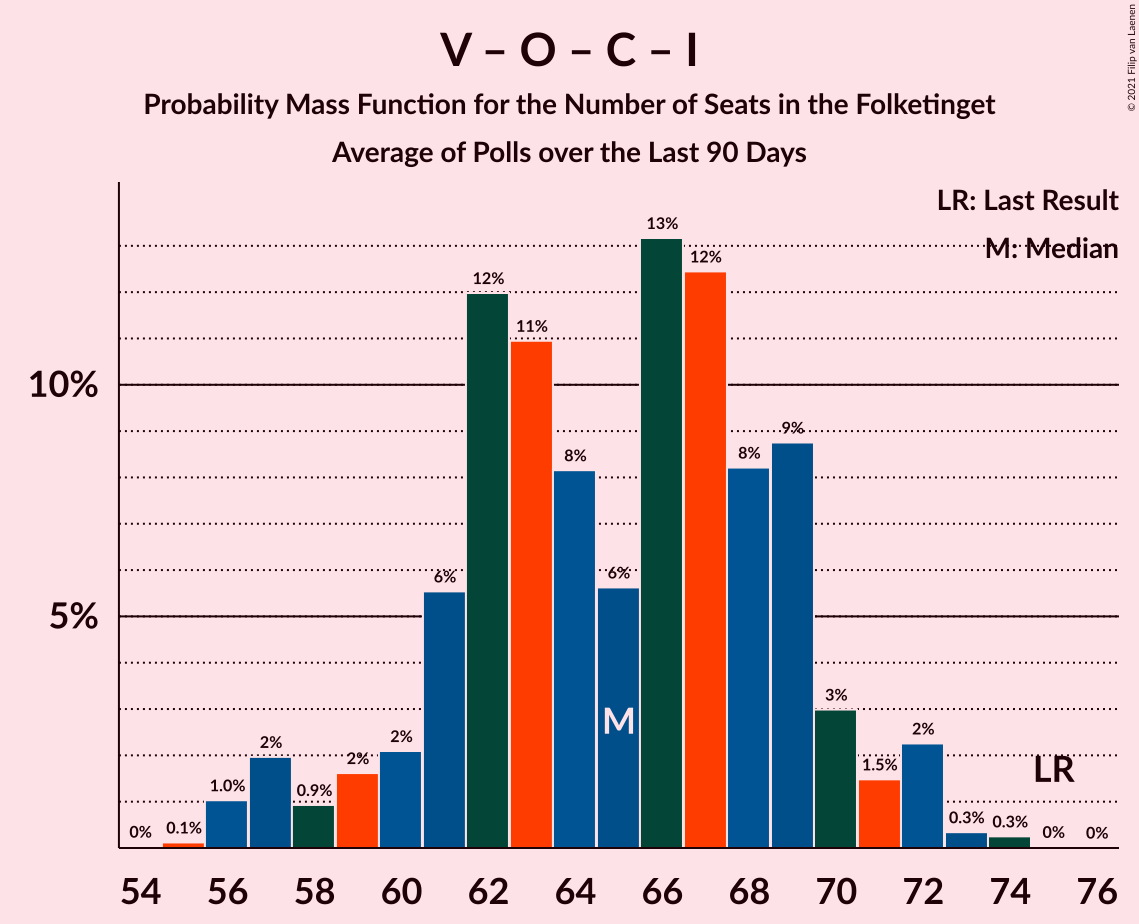 V – O – C – I
Probability Mass Function for the Number of Seats in the Folketinget
Average of Polls over the Last 90 Days
© 2021 Filip van Laenen
LR: Last Result
M: Median
10%
5%
0%
0.1%
1.0%
2%
0.9%
2%
2%
6%
12%
11%
8%
6%
13%
12%
8%
9%
3%
1.5%
2%
0.3%
0.3%
0%
0%
M
LR
54 56 58 60 62 64 66 68 70 72 74 76